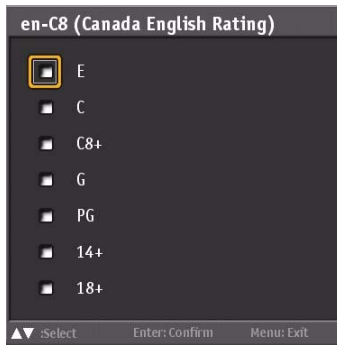 en-C8 (Canada English Rating)
E
C
C8+
G
PG
14+
18+
▲▼ :Select Enter: Confirm Menu: Exit